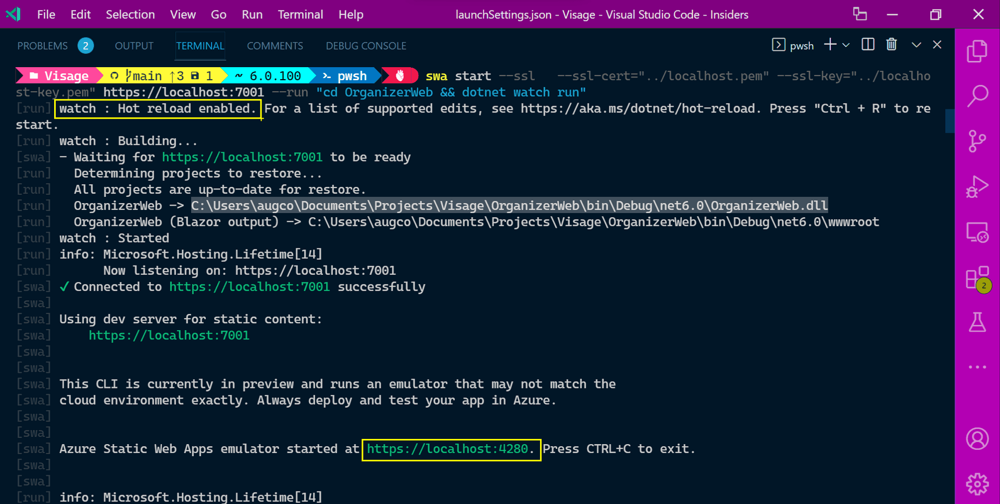 File Edit Selection View Go Run Terminal Help launchSettings.json - Visage - Visual Studio Code - Insiders
PROBLEMS 2 OUTPUT TERMINAL COMMENTS DEBUG CONSOLE pwsh
Visage main ↑3 1 ~ 6.0.100 >- pwsh swa start --ssl --ssl-cert="../localhost.pem" --ssl-key="../localho
st-key.pem" https://localhost:7001 --run "cd OrganizerWeb && dotnet watch run"
[run] watch : Hot reload enabled. For a list of supported edits, see https://aka.ms/dotnet/hot-reload. Press "Ctrl + R" to re
start.
[run] watch : Building...
[swa] - Waiting for https://localhost:7001 to be ready
[run] Determining projects to restore...
[run] All projects are up-to-date for restore.
[run] OrganizerWeb -> C:\Users\augco\Documents\Projects\Visage\OrganizerWeb\bin\Debug\net6.0\OrganizerWeb.dll
[run] OrganizerWeb (Blazor output) -> C:\Users\augco\Documents\Projects\Visage\OrganizerWeb\bin\Debug\net6.0\wwwroot
[run] watch : Started
[run] info: Microsoft.Hosting.Lifetime[14]
[run] Now listening on: https://localhost:7001
[swa] ✓ Connected to https://localhost:7001 successfully
[swa]
[swa] Using dev server for static content:
[swa] https://localhost:7001
[swa]
[swa]
[swa] This CLI is currently in preview and runs an emulator that may not match the
[swa] cloud environment exactly. Always deploy and test your app in Azure.
[swa]
[swa]
[swa] Azure Static Web Apps emulator started at https://localhost:4280. Press CTRL+C to exit.
[swa]
[swa]
[run] info: Microsoft.Hosting.Lifetime[14]
2